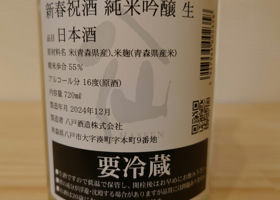 新春祝酒 純米吟醸 生
品目 日本酒
原材料名/米(青森県産)、米麹(青森県産米)
精米歩合 55%
アルコール分 16度(原酒)
内容量/720ml
製造年月 2024年12月
製造者 八戸酒造株式会社
青森県八戸市大字湊町字本町9番地
要冷蔵